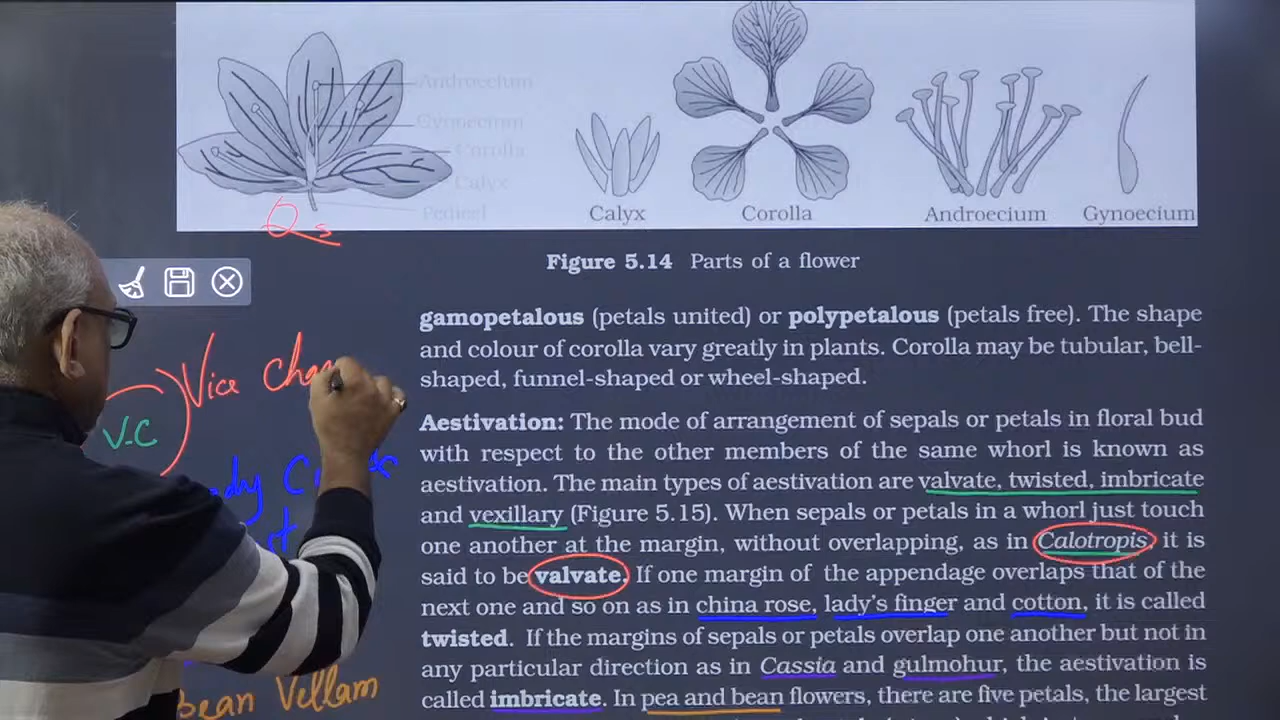 Androecium
Gynoecium
Corolla
Calyx
Pedicel
Calyx
Corolla
Androecium
Gynoecium
Qs
Figure 5.14 Parts of a flower
gamopetalous (petals united) or polypetalous (petals free). The shape
and colour of corolla vary greatly in plants. Corolla may be tubular, bell-
shaped, funnel-shaped or wheel-shaped.
Vice Chan
V-C
Aestivation: The mode of arrangement of sepals or petals in floral bud
with respect to the other members of the same whorl is known as
aestivation. The main types of aestivation are valvate, twisted, imbricate
and vexillary (Figure 5.15). When sepals or petals in a whorl just touch
one another at the margin, without overlapping, as in Calotropis, it is
said to be valvate. If one margin of the appendage overlaps that of the
next one and so on as in china rose, lady's finger and cotton, it is called
twisted. If the margins of sepals or petals overlap one another but not in
any particular direction as in Cassia and gulmohur, the aestivation is
called imbricate. In pea and bean flowers, there are five petals, the largest
Bean Vellam